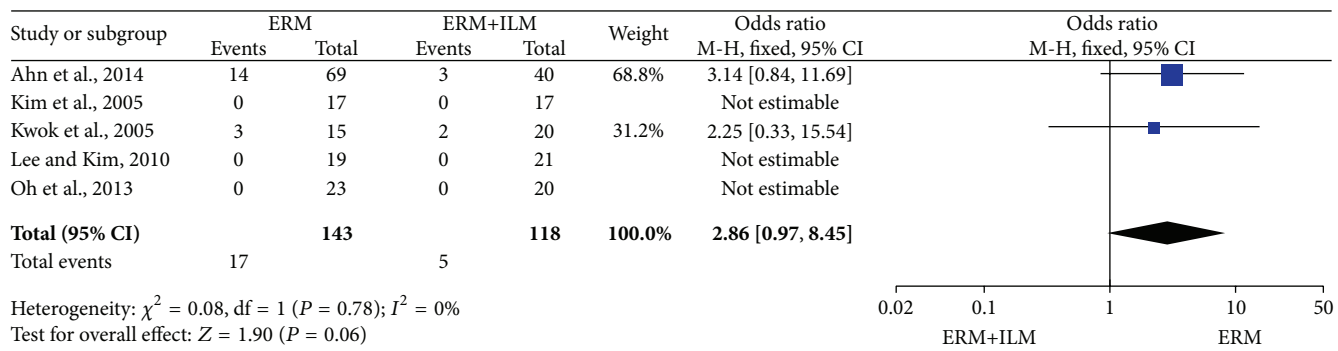 Study or subgroup ERM ERM+ILM Weight Odds ratio Odds ratio
Events Total Events Total M-H, fixed, 95% CI M-H, fixed, 95% CI
Ahn et al., 2014 14 69 3 40 68.8% 3.14 [0.84, 11.69]
Kim et al., 2005 0 17 0 17 Not estimable
Kwok et al., 2005 3 15 2 20 31.2% 2.25 [0.33, 15.54]
Lee and Kim, 2010 0 19 0 21 Not estimable
Oh et al., 2013 0 23 0 20 Not estimable
Total (95% CI) 143 118 100.0% 2.86 [0.97, 8.45]
Total events 17 5
Heterogeneity: χ² = 0.08, df = 1 (P = 0.78); I² = 0%
Test for overall effect: Z = 1.90 (P = 0.06)
0.02 0.1 1 10 50
ERM+ILM ERM